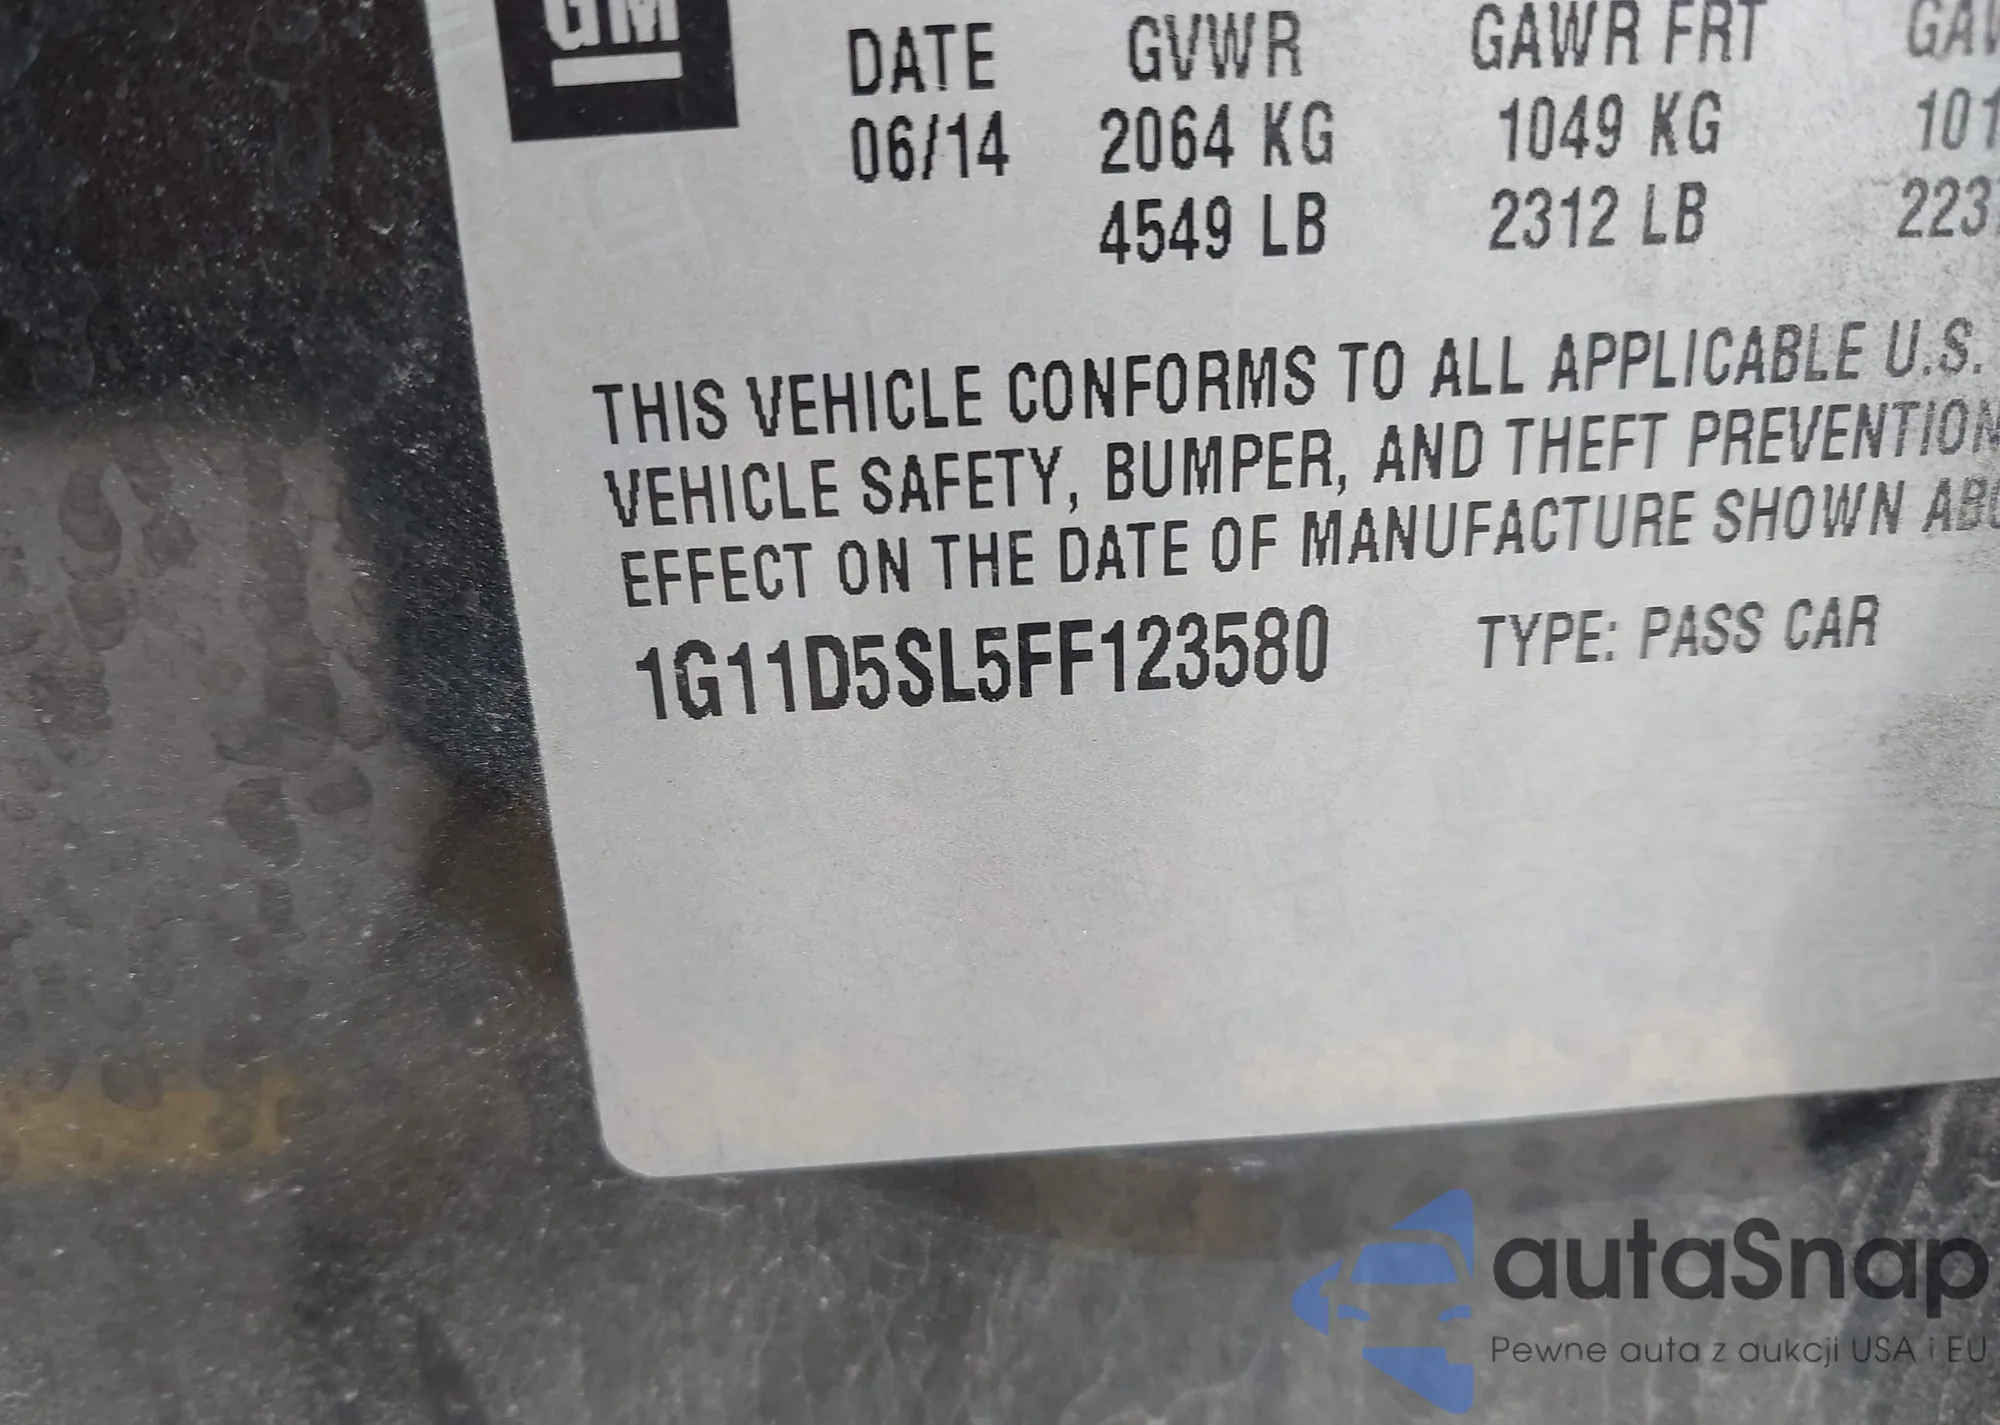 GM
DATE GVWR GAWR FRT
06/14 2064 KG 1049 KG
4549 LB 2312 LB
THIS VEHICLE CONFORMS TO ALL APPLICABLE U.S.
VEHICLE SAFETY, BUMPER, AND THEFT PREVENTION
EFFECT ON THE DATE OF MANUFACTURE SHOWN
1G11D5SL5FF123580 TYPE: PASS CAR
autaSnap
Pewne auta z aukcji USA i EU